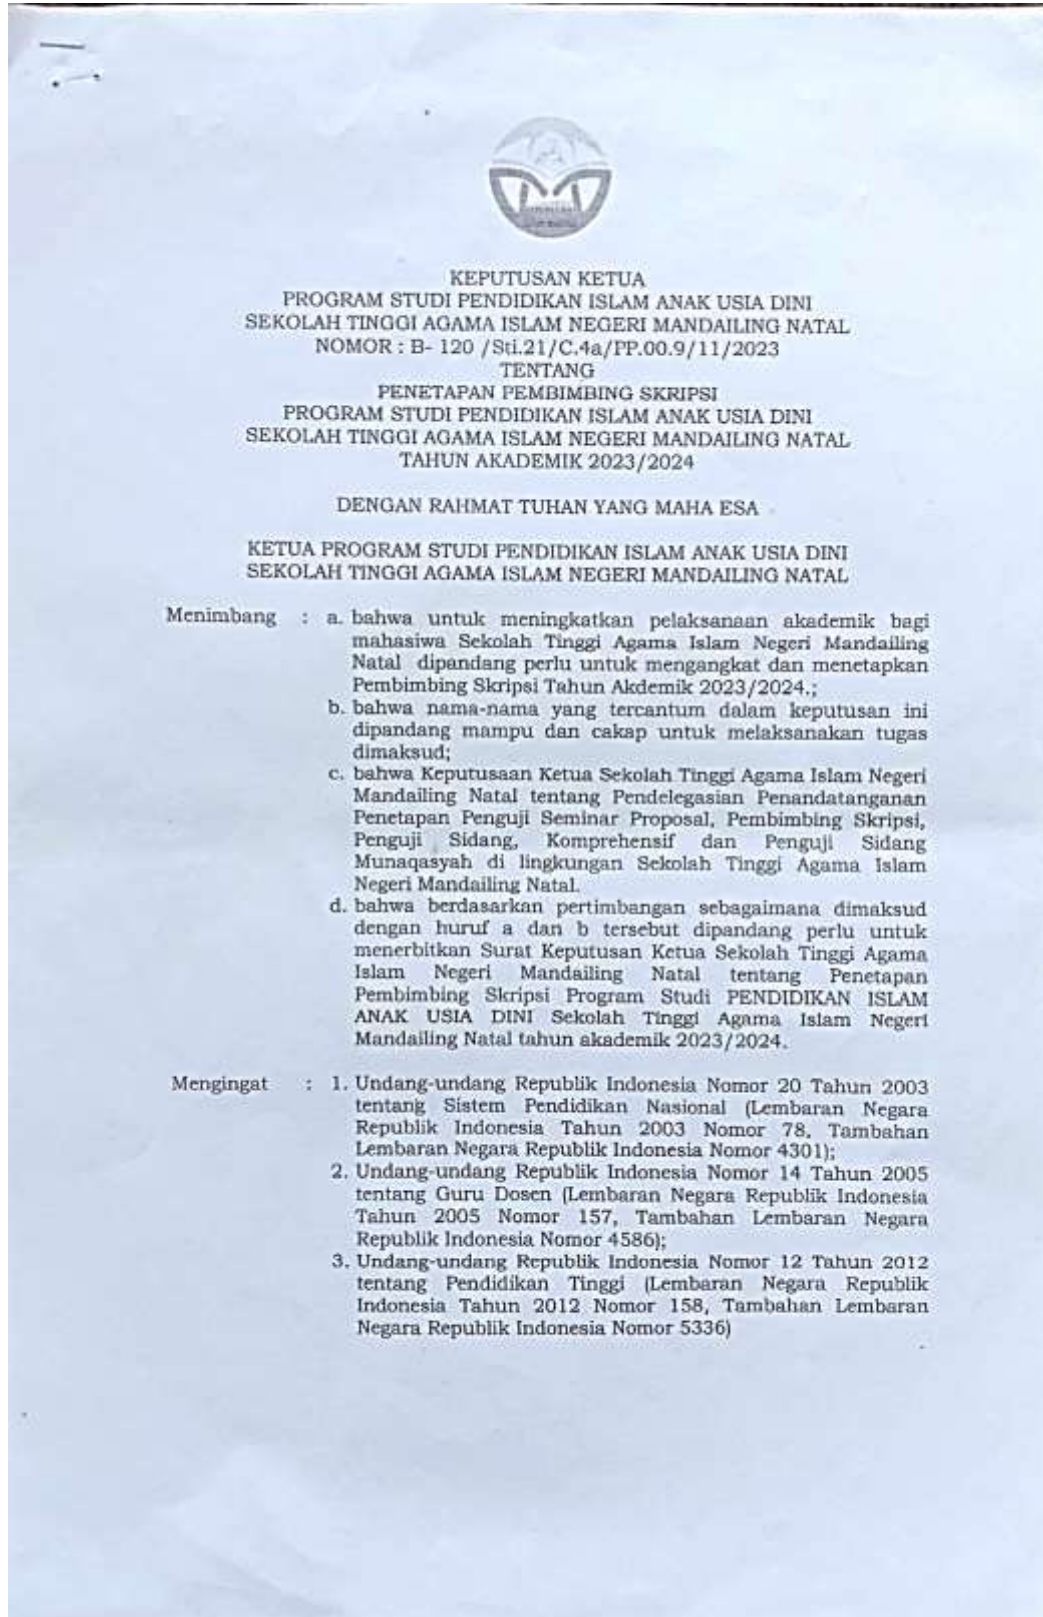 KEPUTUSAN KETUA
PROGRAM STUDI PENDIDIKAN ISLAM ANAK USIA DINI
SEKOLAH TINGGI AGAMA ISLAM NEGERI MANDAILING NATAL
NOMOR : B- 120 /Sti.21/C.4a/PP.00.9/11/2023
TENTANG
PENETAPAN PEMBIMBING SKRIPSI
PROGRAM STUDI PENDIDIKAN ISLAM ANAK USIA DINI
SEKOLAH TINGGI AGAMA ISLAM NEGERI MANDAILING NATAL
TAHUN AKADEMIK 2023/2024
DENGAN RAHMAT TUHAN YANG MAHA ESA
KETUA PROGRAM STUDI PENDIDIKAN ISLAM ANAK USIA DINI
SEKOLAH TINGGI AGAMA ISLAM NEGERI MANDAILING NATAL
Menimbang : a. bahwa untuk meningkatkan pelaksanaan akademik bagi
mahasiwa Sekolah Tinggi Agama Islam Negeri Mandailing
Natal dipandang perlu untuk mengangkat dan menetapkan
Pembimbing Skripsi Tahun Akdemik 2023/2024.;
b. bahwa nama-nama yang tercantum dalam keputusan ini
dipandang mampu dan cakap untuk melaksanakan tugas
dimaksud;
c. bahwa Keputusaan Ketua Sekolah Tinggi Agama Islam Negeri
Mandailing Natal tentang Pendelegasian Penandatanganan
Penetapan Penguji Seminar Proposal, Pembimbing Skripsi,
Penguji Sidang, Komprehensif dan Penguji Sidang
Munaqasyah di lingkungan Sekolah Tinggi Agama Islam
Negeri Mandailing Natal.
d. bahwa berdasarkan pertimbangan sebagaimana dimaksud
dengan huruf a dan b tersebut dipandang perlu untuk
menerbitkan Surat Keputusan Ketua Sekolah Tinggi Agama
Islam Negeri Mandailing Natal tentang Penetapan
Pembimbing Skripsi Program Studi PENDIDIKAN ISLAM
ANAK USIA DINI Sekolah Tinggi Agama Islam Negeri
Mandailing Natal tahun akademik 2023/2024.
Mengingat : 1. Undang-undang Republik Indonesia Nomor 20 Tahun 2003
tentang Sistem Pendidikan Nasional (Lembaran Negara
Republik Indonesia Tahun 2003 Nomor 78, Tambahan
Lembaran Negara Republik Indonesia Nomor 4301);
2. Undang-undang Republik Indonesia Nomor 14 Tahun 2005
tentang Guru Dosen (Lembaran Negara Republik Indonesia
Tahun 2005 Nomor 157, Tambahan Lembaran Negara
Republik Indonesia Nomor 4586);
3. Undang-undang Republik Indonesia Nomor 12 Tahun 2012
tentang Pendidikan Tinggi (Lembaran Negara Republik
Indonesia Tahun 2012 Nomor 158, Tambahan Lembaran
Negara Republik Indonesia Nomor 5336)